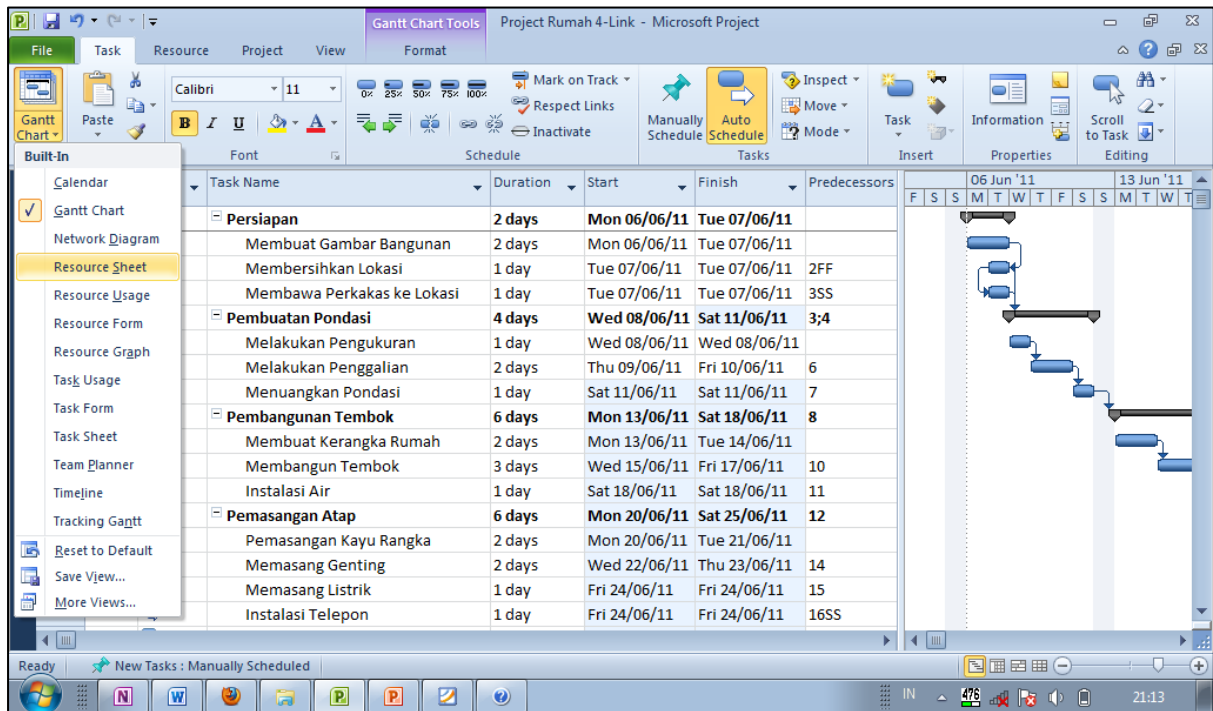 Gantt Chart Tools Project Rumah 4-Link - Microsoft Project
File Task Resource Project View Format
Gantt Chart
Paste
Calibri 11
B I U A
0% 25% 50% 75% 100%
Mark on Track
Respect Links
Inactivate
Manually Schedule
Auto Schedule
Inspect
Move
Mode
Task
Information
Scroll to Task
Font Schedule Tasks Insert Properties Editing
Built-In
Calendar
Gantt Chart
Network Diagram
Resource Sheet
Resource Usage
Resource Form
Resource Graph
Task Usage
Task Form
Task Sheet
Team Planner
Timeline
Tracking Gantt
Reset to Default
Save View...
More Views...
Task Name Duration Start Finish Predecessors
06 Jun '11 13 Jun '11
F S S M T W T F S S M T W T
Persiapan 2 days Mon 06/06/11 Tue 07/06/11
Membuat Gambar Bangunan 2 days Mon 06/06/11 Tue 07/06/11
Membersihkan Lokasi 1 day Tue 07/06/11 Tue 07/06/11 2FF
Membawa Perkakas ke Lokasi 1 day Tue 07/06/11 Tue 07/06/11 3SS
Pembuatan Pondasi 4 days Wed 08/06/11 Sat 11/06/11 3;4
Melakukan Pengukuran 1 day Wed 08/06/11 Wed 08/06/11
Melakukan Penggalian 2 days Thu 09/06/11 Fri 10/06/11 6
Menuangkan Pondasi 1 day Sat 11/06/11 Sat 11/06/11 7
Pembangunan Tembok 6 days Mon 13/06/11 Sat 18/06/11 8
Membuat Kerangka Rumah 2 days Mon 13/06/11 Tue 14/06/11
Membangun Tembok 3 days Wed 15/06/11 Fri 17/06/11 10
Instalasi Air 1 day Sat 18/06/11 Sat 18/06/11 11
Pemasangan Atap 6 days Mon 20/06/11 Sat 25/06/11 12
Pemasangan Kayu Rangka 2 days Mon 20/06/11 Tue 21/06/11
Memasang Genting 2 days Wed 22/06/11 Thu 23/06/11 14
Memasang Listrik 1 day Fri 24/06/11 Fri 24/06/11 15
Instalasi Telepon 1 day Fri 24/06/11 Fri 24/06/11 16SS
Ready New Tasks : Manually Scheduled
IN 476 21:13